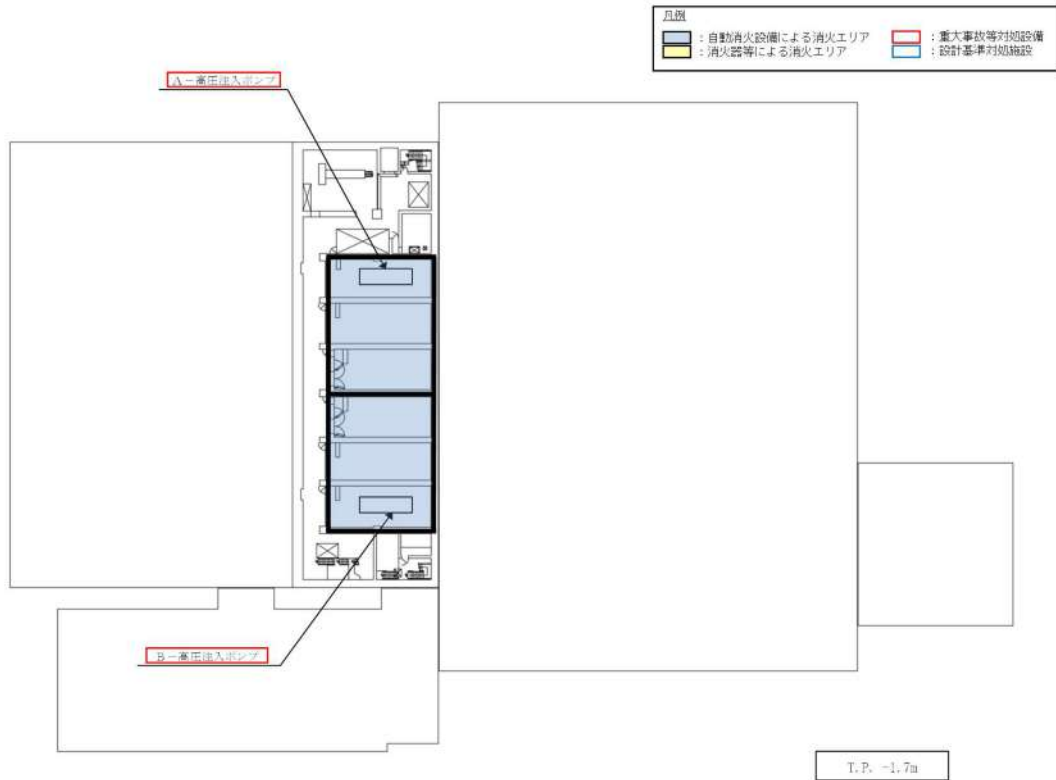 凡例
：自動消火設備による消火エリア
：重大事故等対処設備
：消火器等による消火エリア
：設計基準対処施設
A－高圧注入ポンプ
B－高圧注入ポンプ
T.P. -1.7m